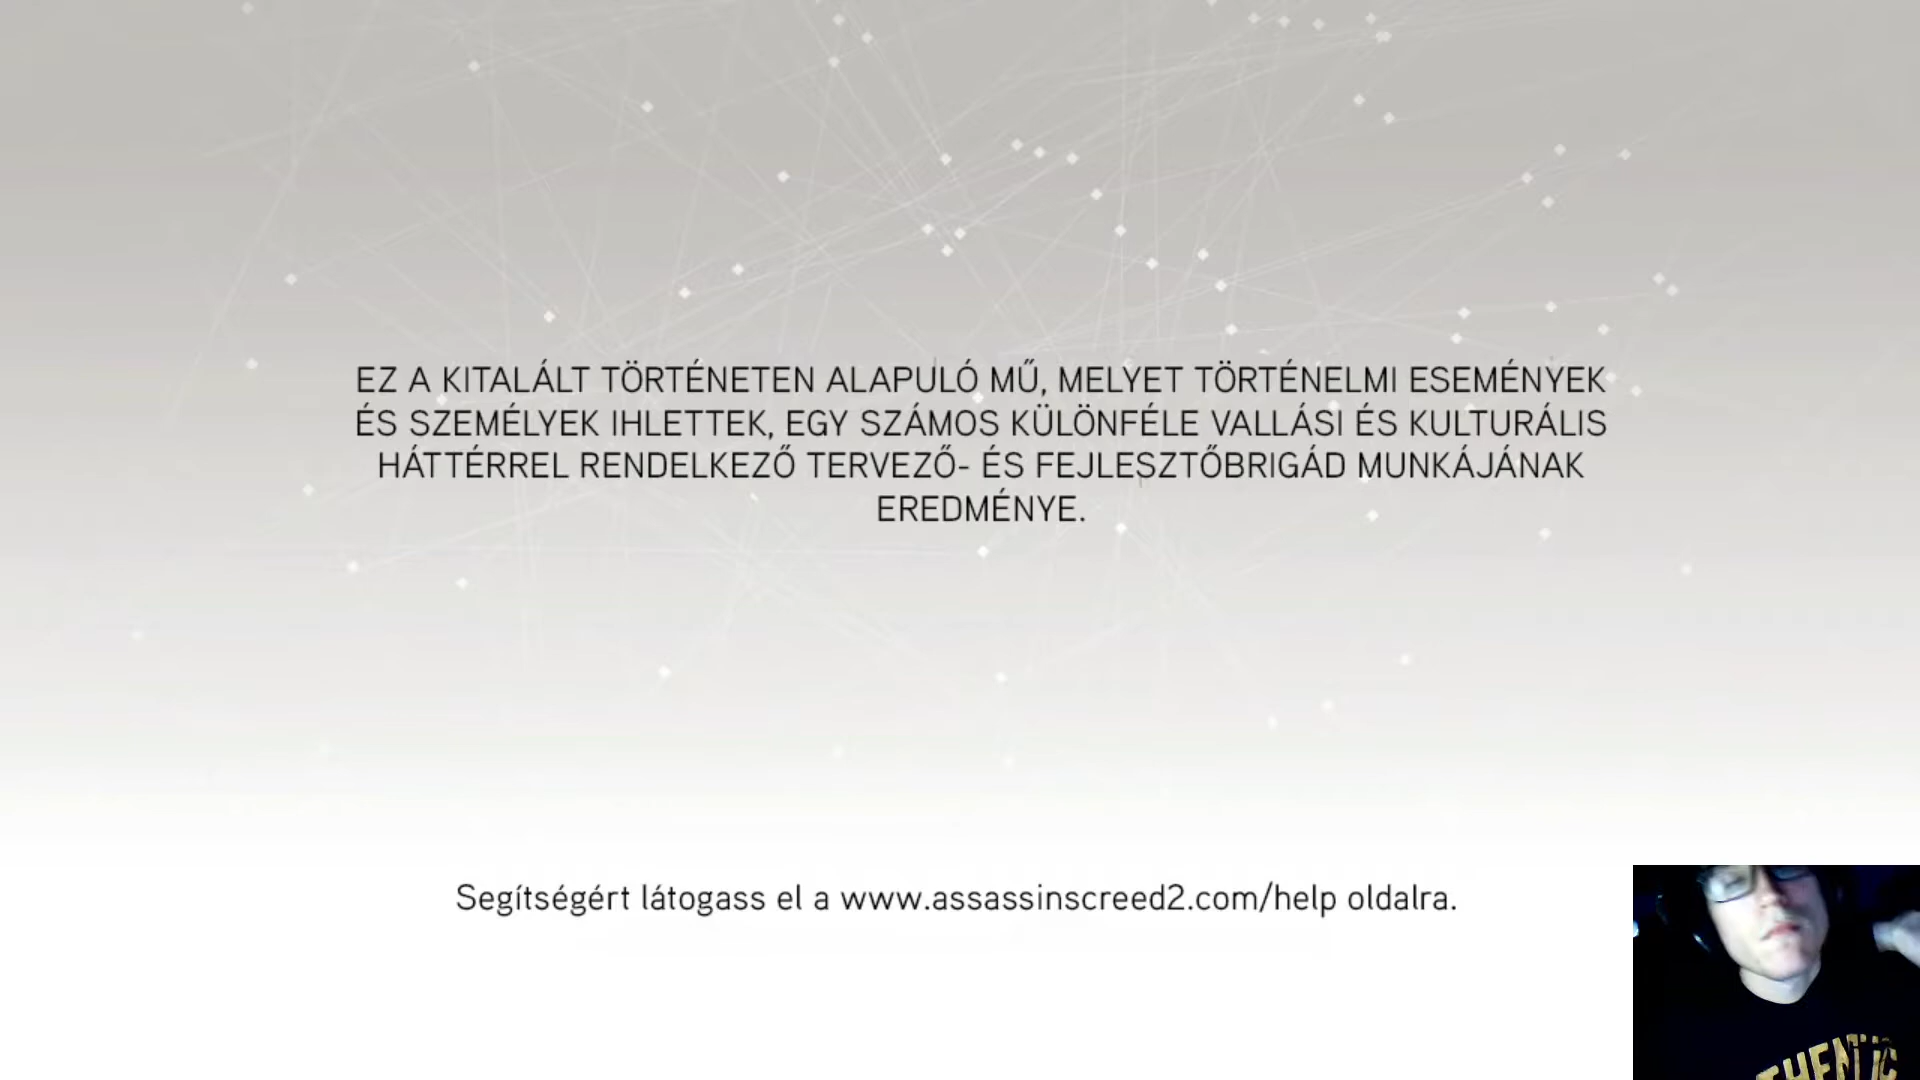 EZ A KITALÁLT TÖRTÉNETEN ALAPULÓ MŰ, MELYET TÖRTÉNELMI ESEMÉNYEK
ÉS SZEMÉLYEK IHLETTEK, EGY SZÁMOS KÜLÖNFÉLE VALLÁSI ÉS KULTURÁLIS
HÁTTÉRREL RENDELKEZŐ TERVEZŐ- ÉS FEJLESZTŐBRIGÁD MUNKÁJÁNAK
EREDMÉNYE.
Segítségért látogass el a www.assassinscreed2.com/help oldalra.